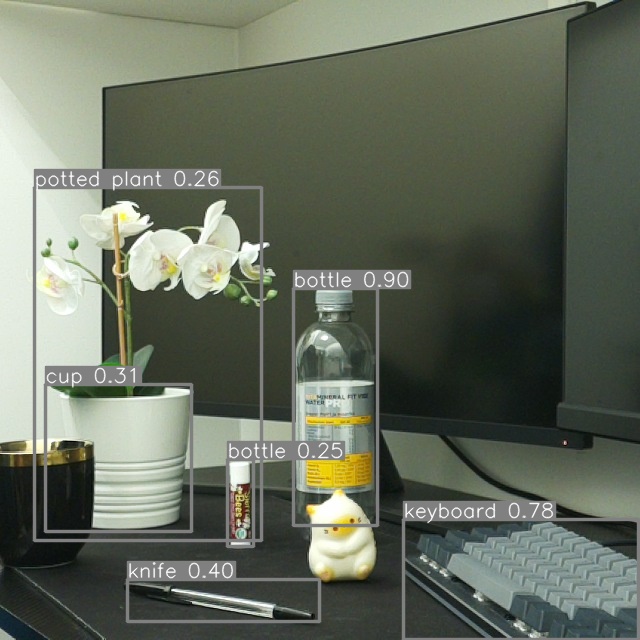 potted plant 0.26
bottle 0.90
cup 0.31
MINERAL FIT
WATER
bottle 0.25
Bees
keyboard 0.78
knife 0.40